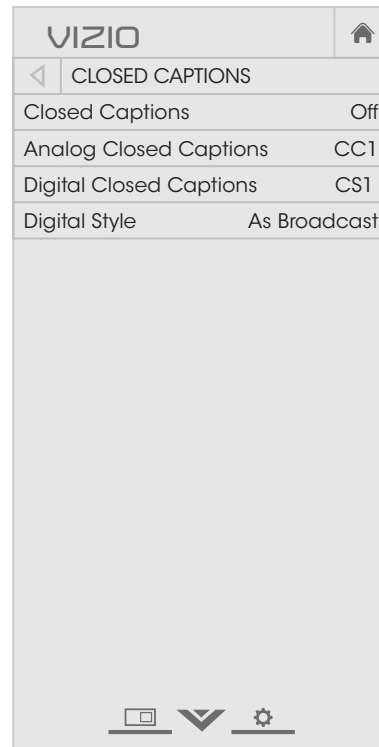 VIZIO
CLOSED CAPTIONS
Closed Captions Off
Analog Closed Captions CC1
Digital Closed Captions CS1
Digital Style As Broadcast